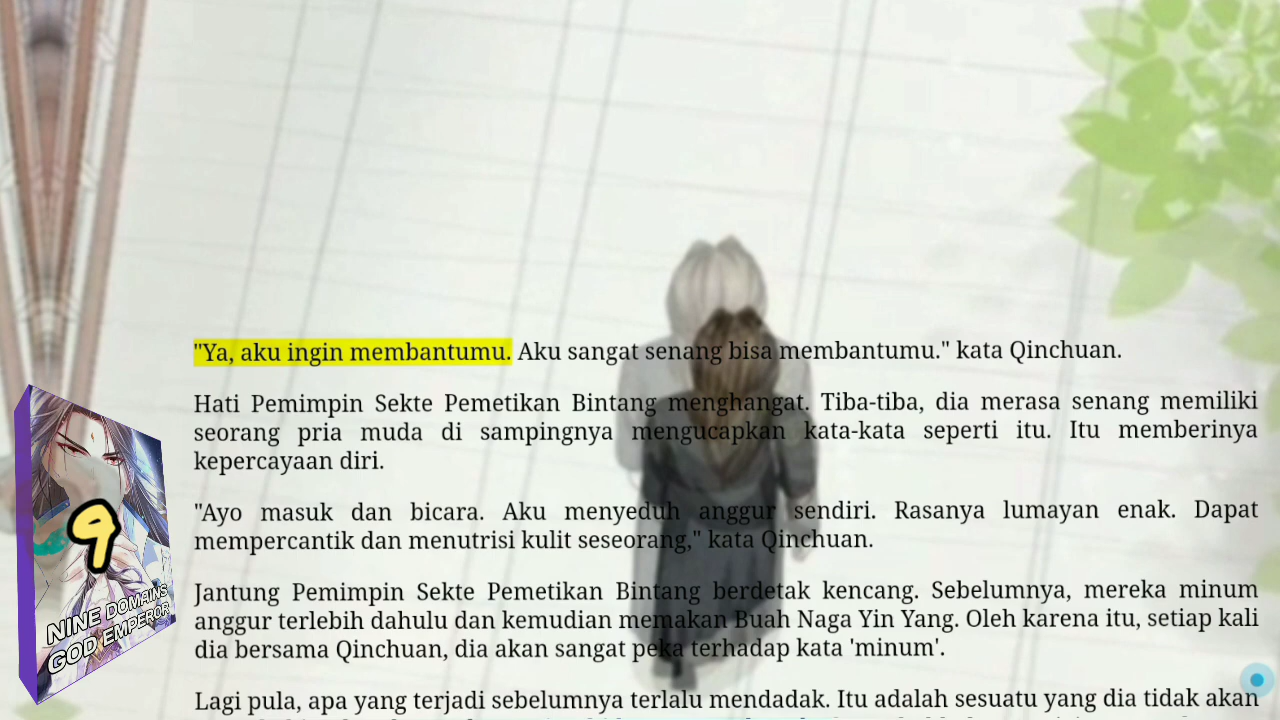 "Ya, aku ingin membantumu. Aku sangat senang bisa membantumu." kata Qinchuan.
Hati Pemimpin Sekte Pemetikan Bintang menghangat. Tiba-tiba, dia merasa senang memiliki
seorang pria muda di sampingnya mengucapkan kata-kata seperti itu. Itu memberinya
kepercayaan diri.
"Ayo masuk dan bicara. Aku menyeduh anggur sendiri. Rasanya lumayan enak. Dapat
mempercantik dan menutrisi kulit seseorang," kata Qinchuan.
Jantung Pemimpin Sekte Pemetikan Bintang berdetak kencang. Sebelumnya, mereka minum
anggur terlebih dahulu dan kemudian memakan Buah Naga Yin Yang. Oleh karena itu, setiap kali
dia bersama Qinchuan, dia akan sangat peka terhadap kata 'minum'.
Lagi pula, apa yang terjadi sebelumnya terlalu mendadak. Itu adalah sesuatu yang dia tidak akan
9
NINE DOMAINS
GOD EMPEROR